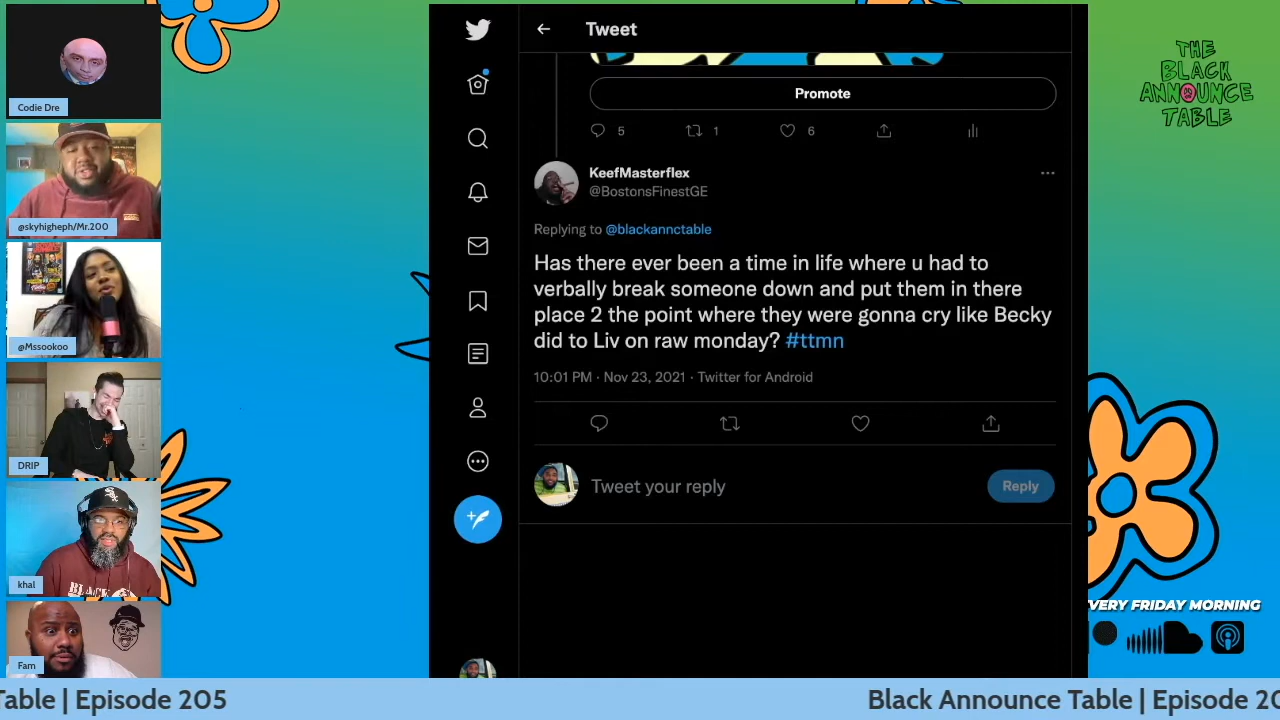 Codie Dre
@skyhigheph/Mr.200
@Mssookoo
DRIP
khal
BLACK
Fam
Tweet
Promote
5
1
6
KeefMasterflex
@BostonsFinestGE
Replying to @blackannctable
Has there ever been a time in life where u had to
verbally break someone down and put them in there
place 2 the point where they were gonna cry like Becky
did to Liv on raw monday? #ttmn
10:01 PM · Nov 23, 2021 · Twitter for Android
Tweet your reply
Reply
THE
BLACK
ANNOUNCE
TABLE
EVERY FRIDAY MORNING
Table | Episode 205
Black Announce Table | Episode 20